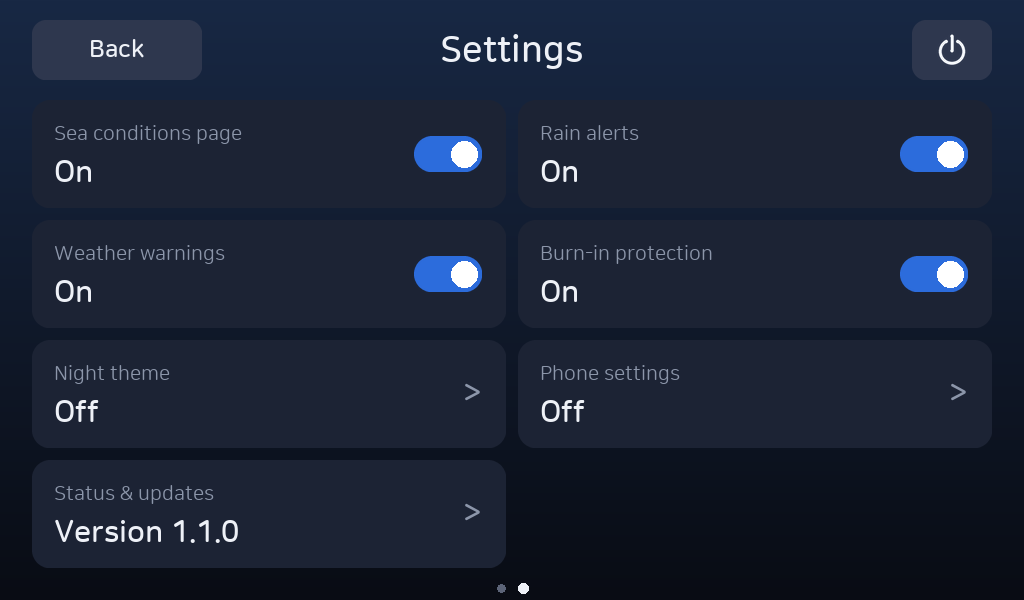 Back
Settings
Sea conditions page
On
Rain alerts
On
Weather warnings
On
Burn-in protection
On
Night theme
Off
>
Phone settings
Off
>
Status & updates
Version 1.1.0
>